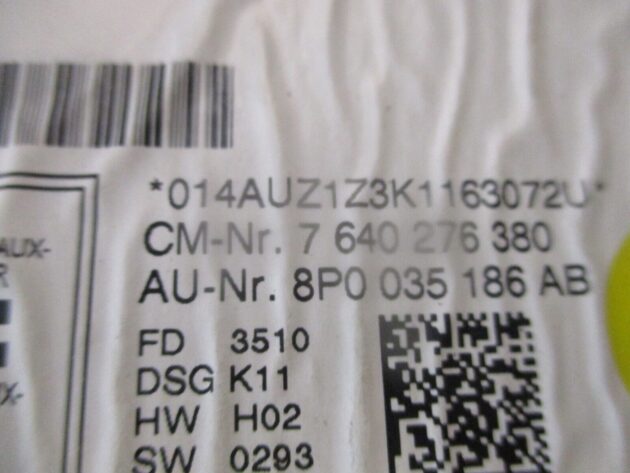 *014AUZ1Z3K1163072U*
CM-Nr. 7 640 276 380
AU-Nr. 8P0 035 186 AB
AUX-
R
FD 3510
DSG K11
HW H02
SW 0293
X-